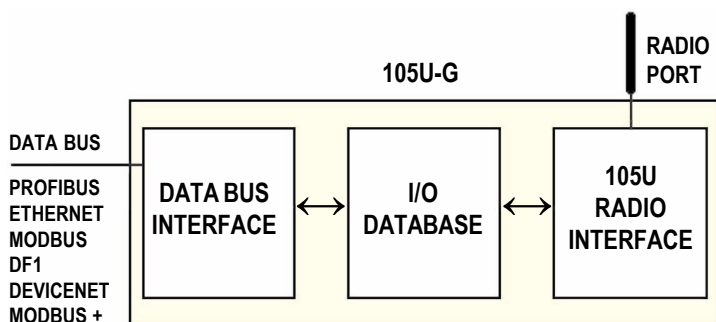 105U-G
RADIO
PORT
DATA BUS
PROFIBUS
ETHERNET
MODBUS
DF1
DEVICENET
MODBUS +
DATA BUS
INTERFACE
I/O
DATABASE
105U
RADIO
INTERFACE